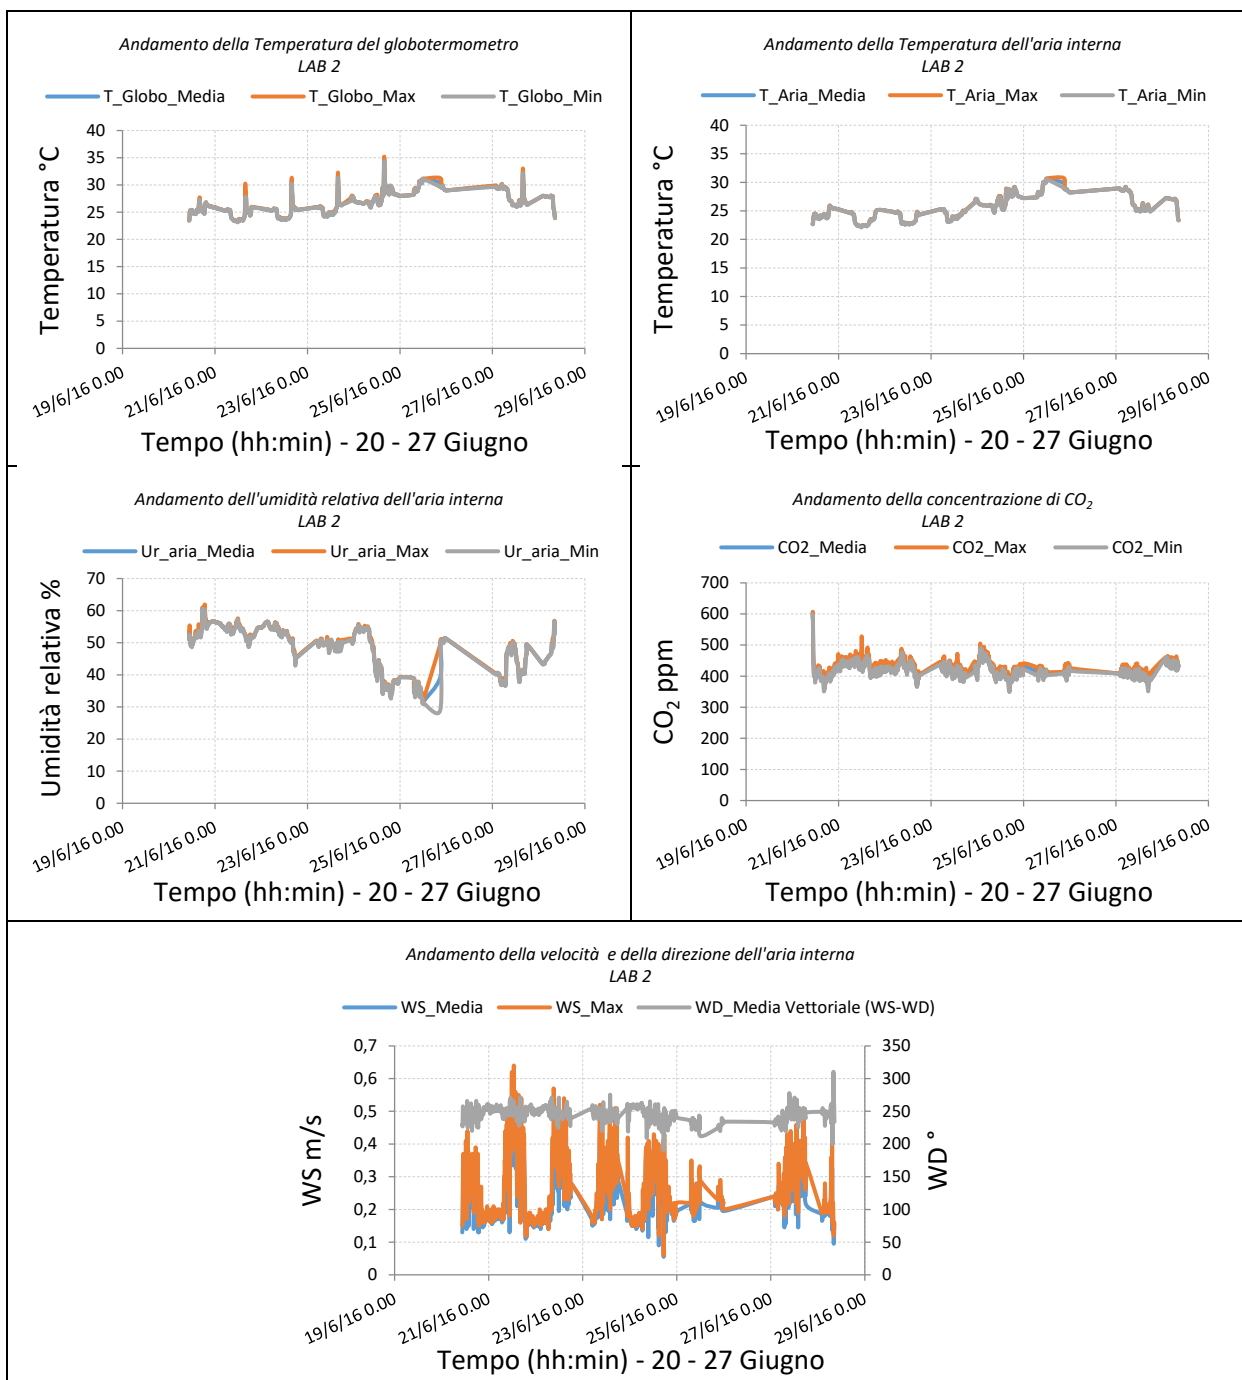 Andamento della Temperatura del globotermometro
LAB 2
T_Globo_Media T_Globo_Max T_Globo_Min
40
35
30
25
20
15
10
5
0
Temperatura °C
19/6/16 0.00 21/6/16 0.00 23/6/16 0.00 25/6/16 0.00 27/6/16 0.00 29/6/16 0.00
Tempo (hh:min) - 20 - 27 Giugno
Andamento della Temperatura dell'aria interna
LAB 2
T_Aria_Media T_Aria_Max T_Aria_Min
40
35
30
25
20
15
10
5
0
Temperatura °C
19/6/16 0.00 21/6/16 0.00 23/6/16 0.00 25/6/16 0.00 27/6/16 0.00 29/6/16 0.00
Tempo (hh:min) - 20 - 27 Giugno
Andamento dell'umidità relativa dell'aria interna
LAB 2
Ur_aria_Media Ur_aria_Max Ur_aria_Min
70
60
50
40
30
20
10
0
Umidità relativa %
19/6/16 0.00 21/6/16 0.00 23/6/16 0.00 25/6/16 0.00 27/6/16 0.00 29/6/16 0.00
Tempo (hh:min) - 20 - 27 Giugno
Andamento della concentrazione di CO₂
LAB 2
CO2_Media CO2_Max CO2_Min
700
600
500
400
300
200
100
0
CO₂ ppm
19/6/16 0.00 21/6/16 0.00 23/6/16 0.00 25/6/16 0.00 27/6/16 0.00 29/6/16 0.00
Tempo (hh:min) - 20 - 27 Giugno
Andamento della velocità e della direzione dell'aria interna
LAB 2
WS_Media WS_Max WD_Media Vettoriale (WS-WD)
0,7
0,6
0,5
0,4
0,3
0,2
0,1
0
WS m/s
350
300
250
200
150
100
50
0
WD °
19/6/16 0.00 21/6/16 0.00 23/6/16 0.00 25/6/16 0.00 27/6/16 0.00 29/6/16 0.00
Tempo (hh:min) - 20 - 27 Giugno